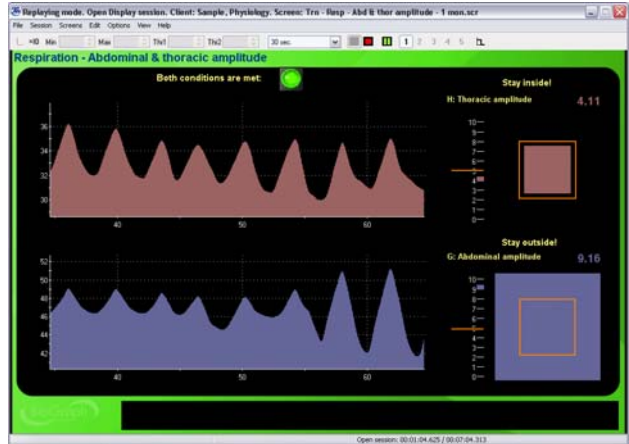 Replaying mode. Open Display session. Client: Sample, Physiology. Screen: Trn - Resp - Abd & thor amplitude - 1 mon.scr
File Session Screens Edit Options View Help
Min Max Thr1 Thr2 30 sec. 1 2 3 4 5
Respiration - Abdominal & thoracic amplitude
Both conditions are met:
Stay inside!
H: Thoracic amplitude 4.11
36
34
32
30
40 50 60
10
9
8
7
6
5
4
3
2
1
0
Stay outside!
G: Abdominal amplitude 9.16
52
50
48
46
44
42
40 50 60
10
9
8
7
6
5
4
3
2
1
0
Open session: 00:01:04.625 / 00:07:04.313